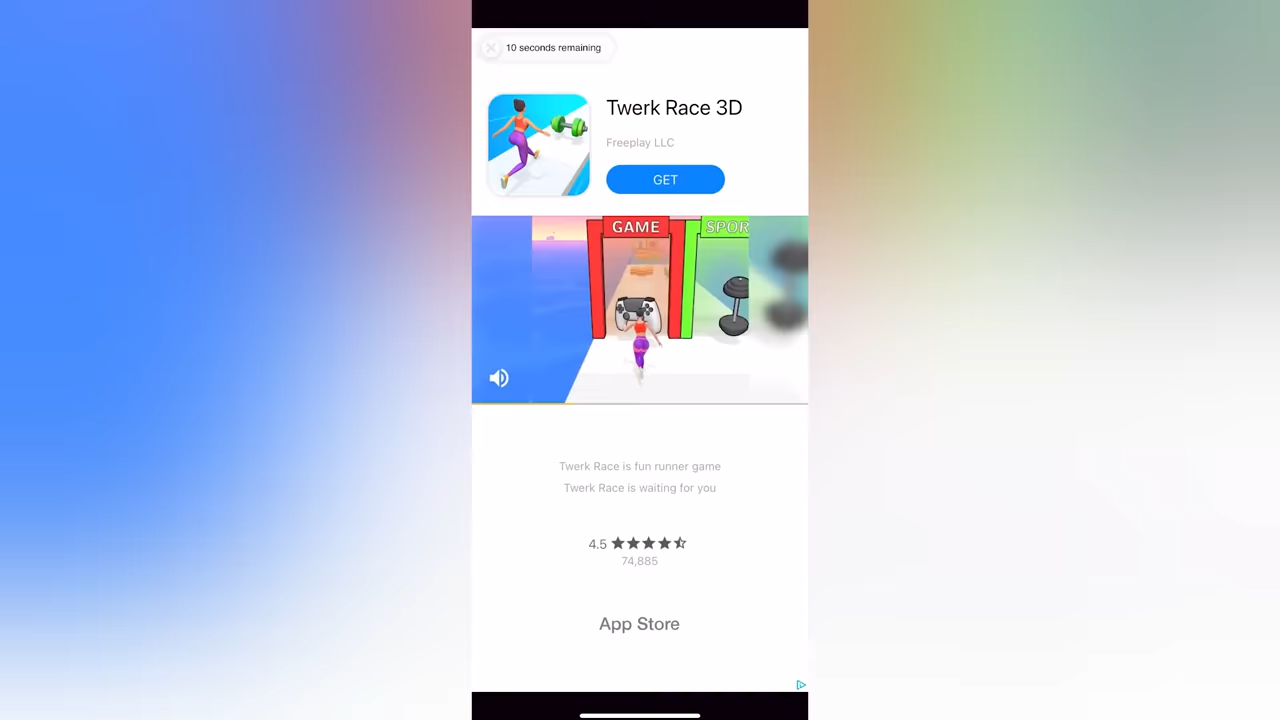 10 seconds remaining
Twerk Race 3D
Freeplay LLC
GET
GAME
SPOR
Twerk Race is fun runner game
Twerk Race is waiting for you
4.5
74,885
App Store